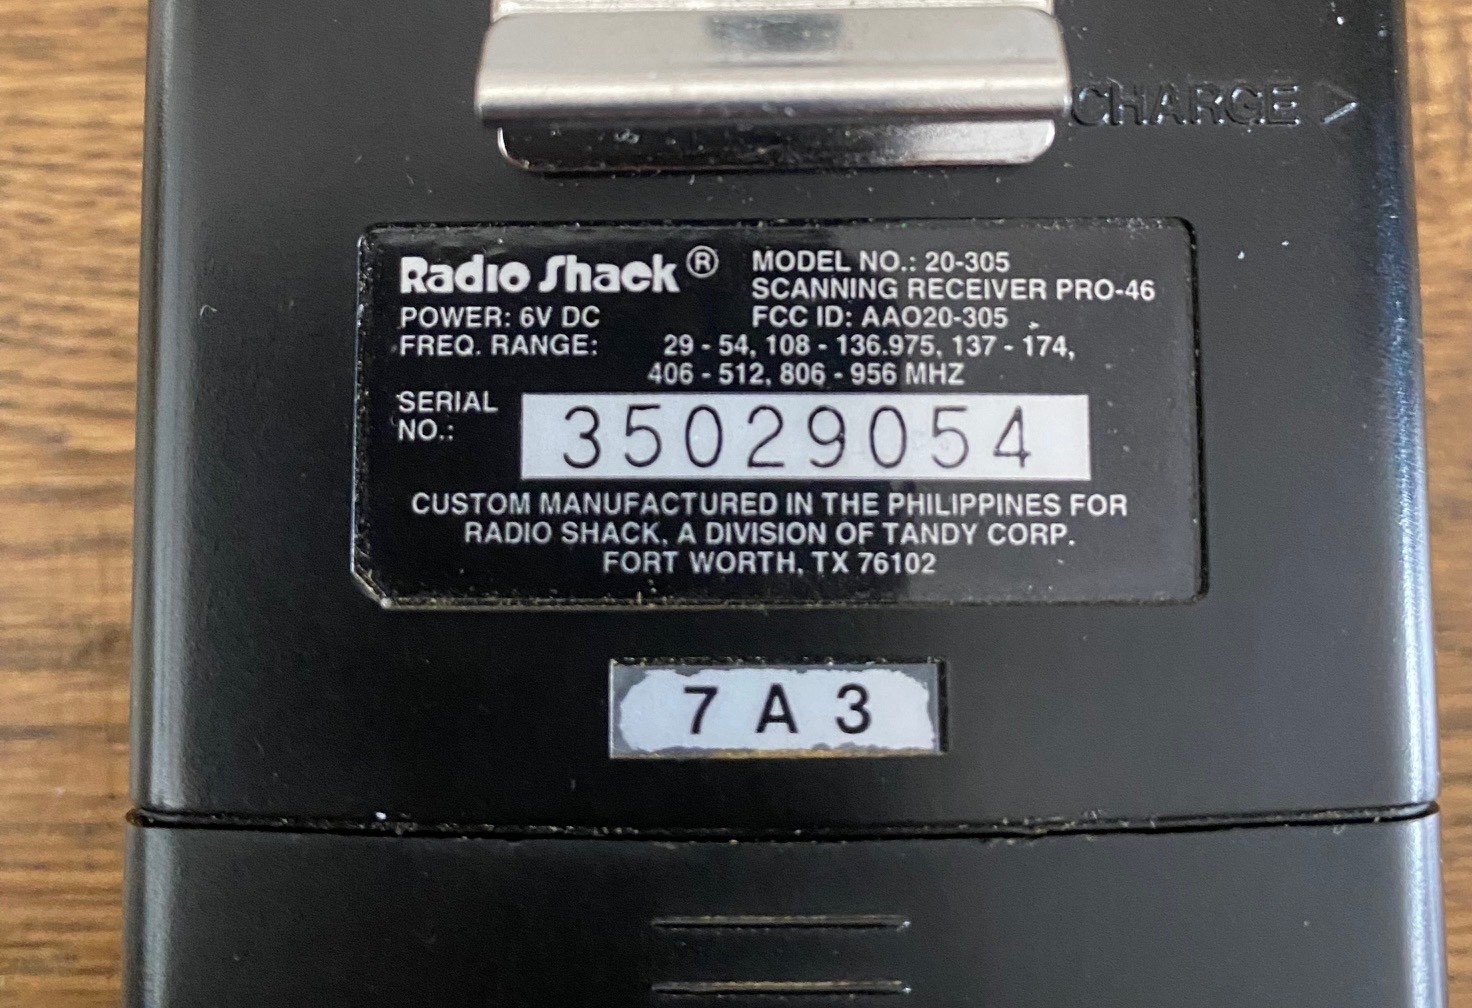 CHARGE >
Radio Shack®
MODEL NO.: 20-305
SCANNING RECEIVER PRO-46
POWER: 6V DC
FCC ID: AAO20-305
FREQ. RANGE: 29 - 54, 108 - 136.975, 137 - 174,
406 - 512, 806 - 956 MHZ
SERIAL
NO.:
35029054
CUSTOM MANUFACTURED IN THE PHILIPPINES FOR
RADIO SHACK, A DIVISION OF TANDY CORP.
FORT WORTH, TX 76102
7 A 3